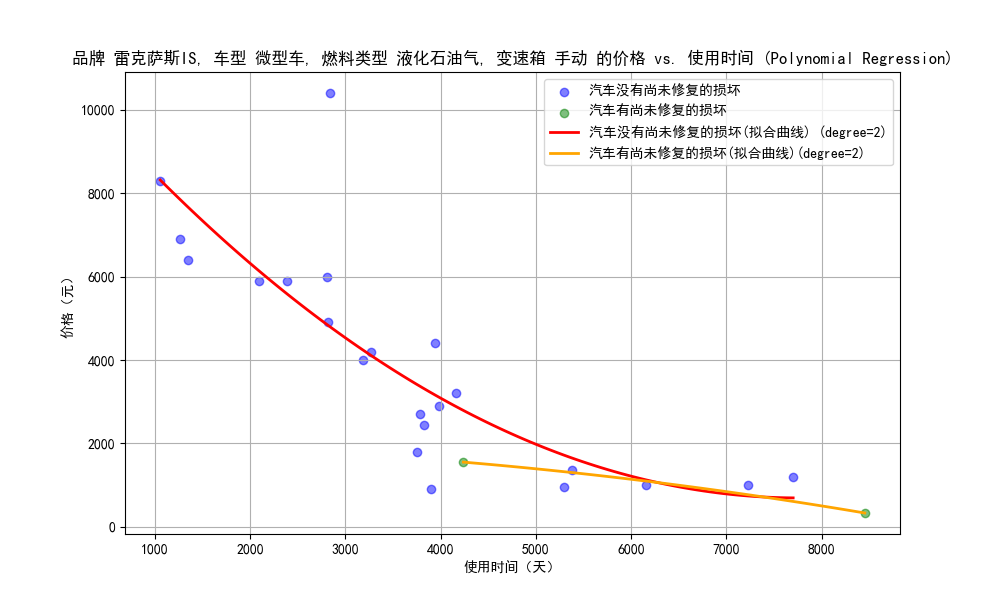 品牌 雷克萨斯IS, 车型 微型车, 燃料类型 液化石油气, 变速箱 手动 的价格 vs. 使用时间 (Polynomial Regression)
汽车没有尚未修复的损坏
汽车有尚未修复的损坏
汽车没有尚未修复的损坏(拟合曲线) (degree=2)
汽车有尚未修复的损坏(拟合曲线)(degree=2)
价格（元）
10000
8000
6000
4000
2000
0
1000 2000 3000 4000 5000 6000 7000 8000
使用时间（天）